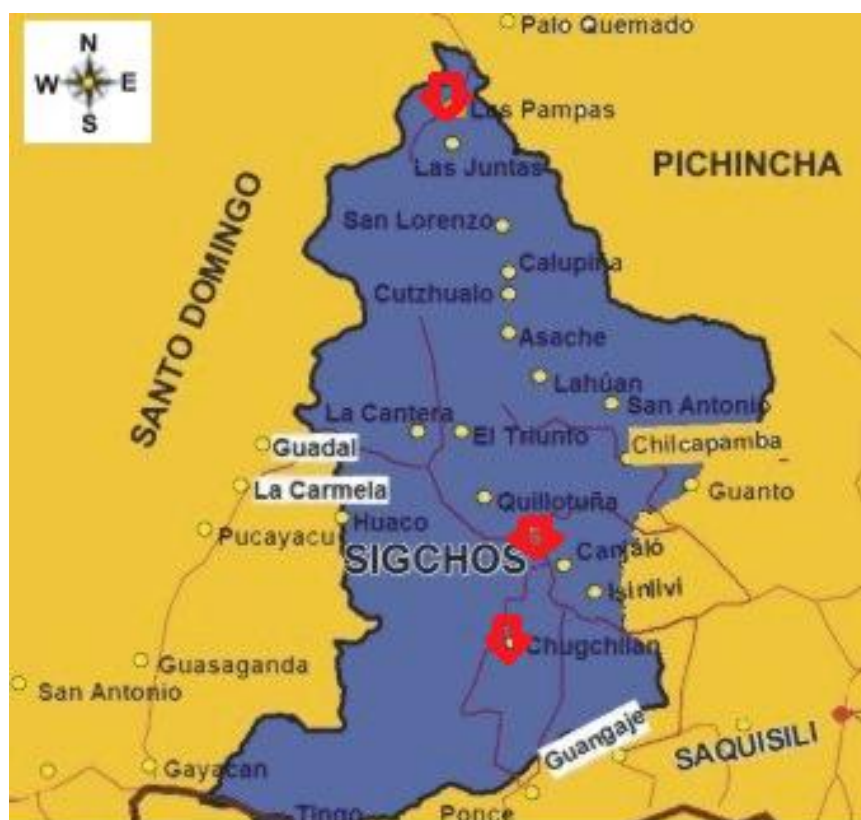 Palo Quemado
N
W E
S
Las Pampas
PICHINCHA
Las Juntas
SANTO DOMINGO
San Lorenzo
Calupiña
Cutzhualo
Asache
Lahúan
San Antonio
La Cantera
El Triunfo
Chilcapamba
Guadal
La Carmela
Quillotuña
Guanto
Huaco
Pucayacu
SIGCHOS
Canjaló
Isinlivi
Chugchilan
Guasaganda
San Antonio
Guangaje
SAQUISILI
Gayacan
Tingo
Ponce